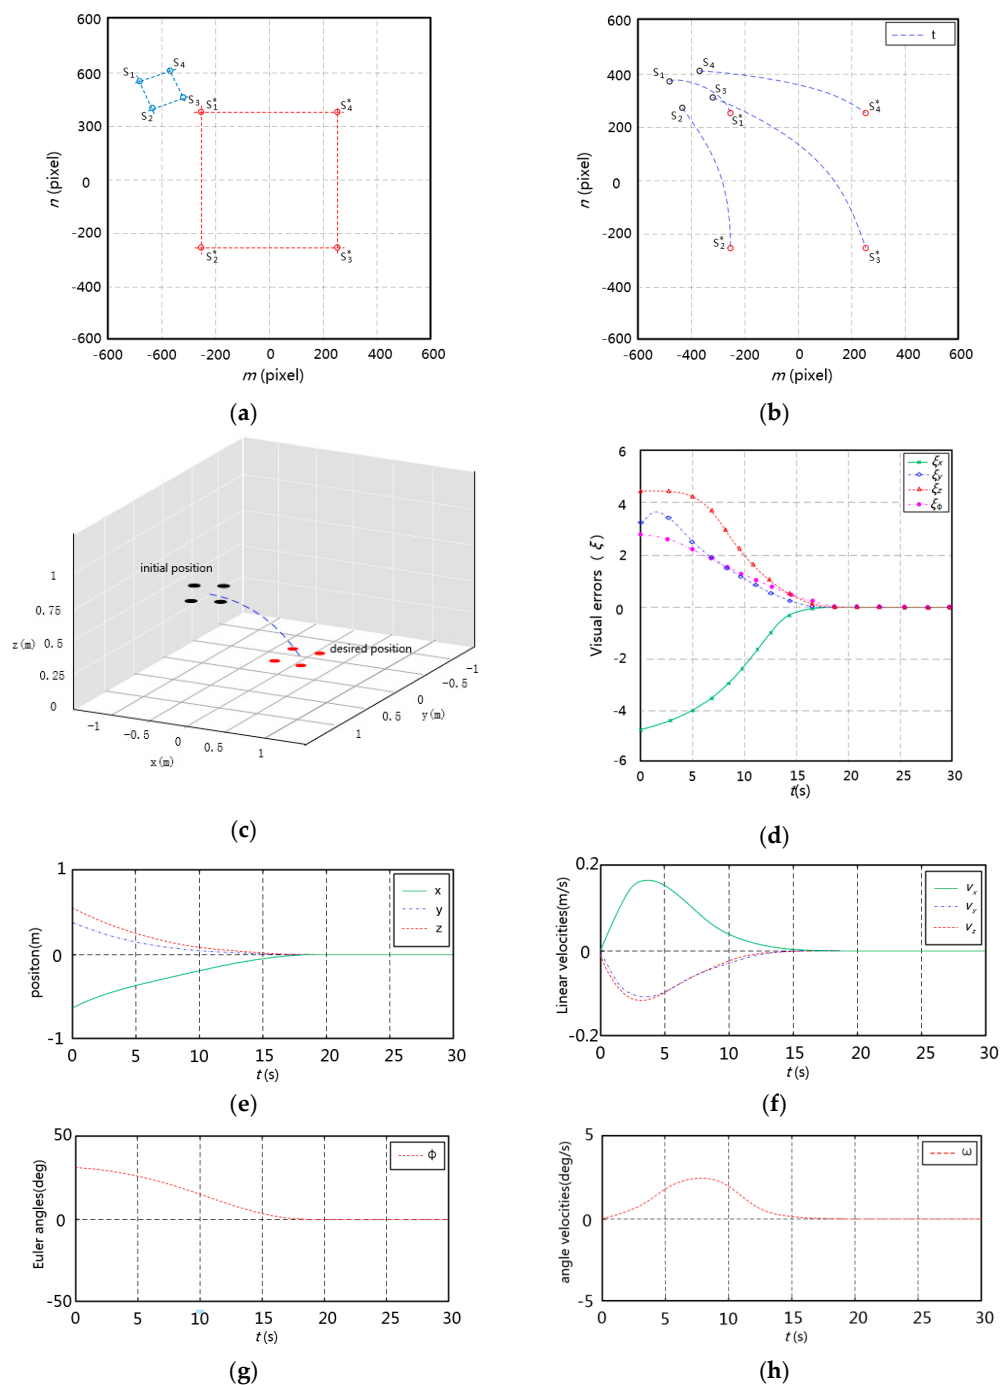 600
600
300
0
-200
-400
-600
n (pixel)
S1
S4
S2
S3
S1*
S4*
S2*
S3*
-600 -400 -200 0 200 400 600
m (pixel)
(a)
600
400
200
0
-200
-400
-600
n (pixel)
t
S1
S4
S3
S2
S1*
S4*
S2*
S3*
-600 -400 -200 0 200 400 600
m (pixel)
(b)
initial position
desired position
1
0.75
0.5
0.25
0
z(m)
-1 -0.5 0 0.5 1
x(m)
-1
-0.5
0
0.5
1
y(m)
(c)
6
4
2
0
-2
-4
-6
Visual errors ( ξ )
ξx
ξy
ξz
ξϕ
0 5 10 15 20 25 30
t(s)
(d)
1
0
-1
positon(m)
x
y
z
0 5 10 15 20 25 30
t (s)
(e)
0.2
0
-0.2
Linear velocities(m/s)
Vx
Vy
Vz
0 5 10 15 20 25 30
t (s)
(f)
50
0
-50
Euler angles(deg)
ϕ
0 5 10 15 20 25 30
t (s)
(g)
5
0
-5
angle velocities(deg/s)
ω
0 5 10 15 20 25 30
t (s)
(h)